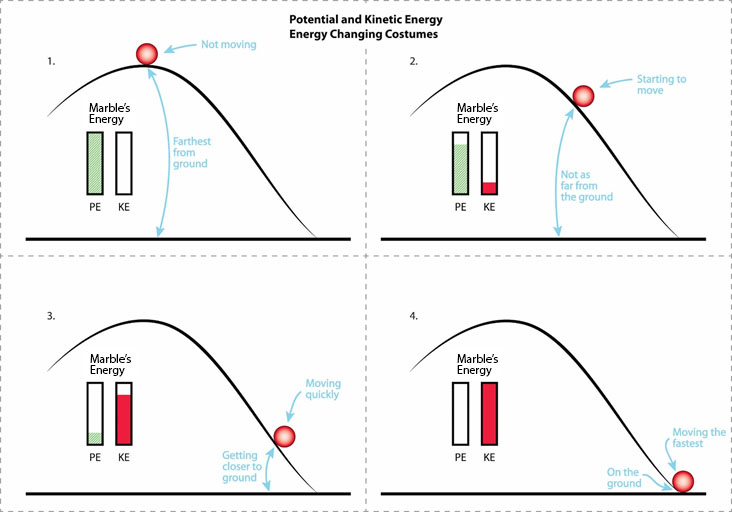 Potential and Kinetic Energy
Energy Changing Costumes
1.
Not moving
Marble's
Energy
Farthest
from
ground
PE KE
2.
Starting to
move
Marble's
Energy
Not as
far from
the ground
PE KE
3.
Marble's
Energy
Moving
quickly
Getting
closer to
ground
PE KE
4.
Marble's
Energy
Moving the
fastest
On the
ground
PE KE